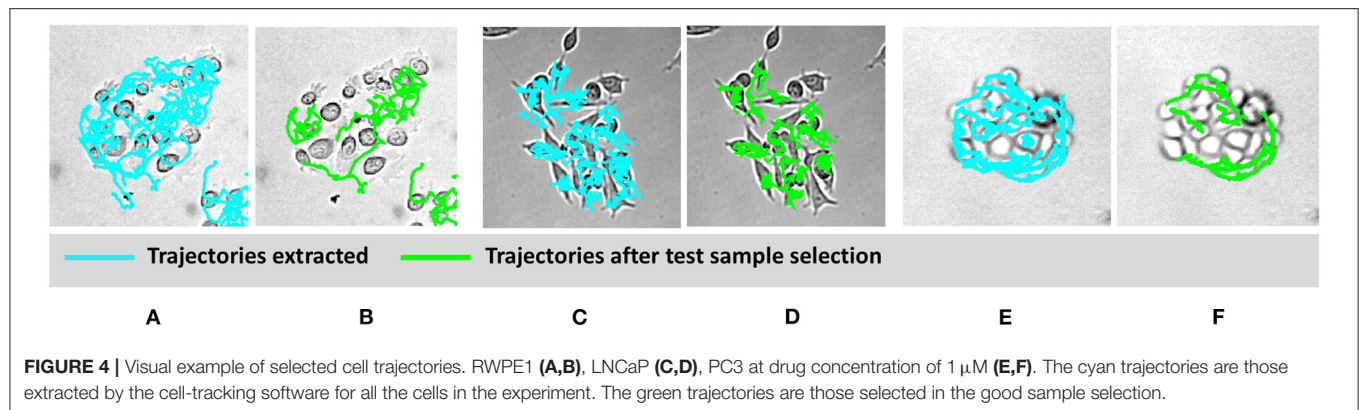 Trajectories extracted Trajectories after test sample selection
A B C D E F
FIGURE 4 | Visual example of selected cell trajectories. RWPE1 (A,B), LNCaP (C,D), PC3 at drug concentration of 1 μM (E,F). The cyan trajectories are those
extracted by the cell-tracking software for all the cells in the experiment. The green trajectories are those selected in the good sample selection.